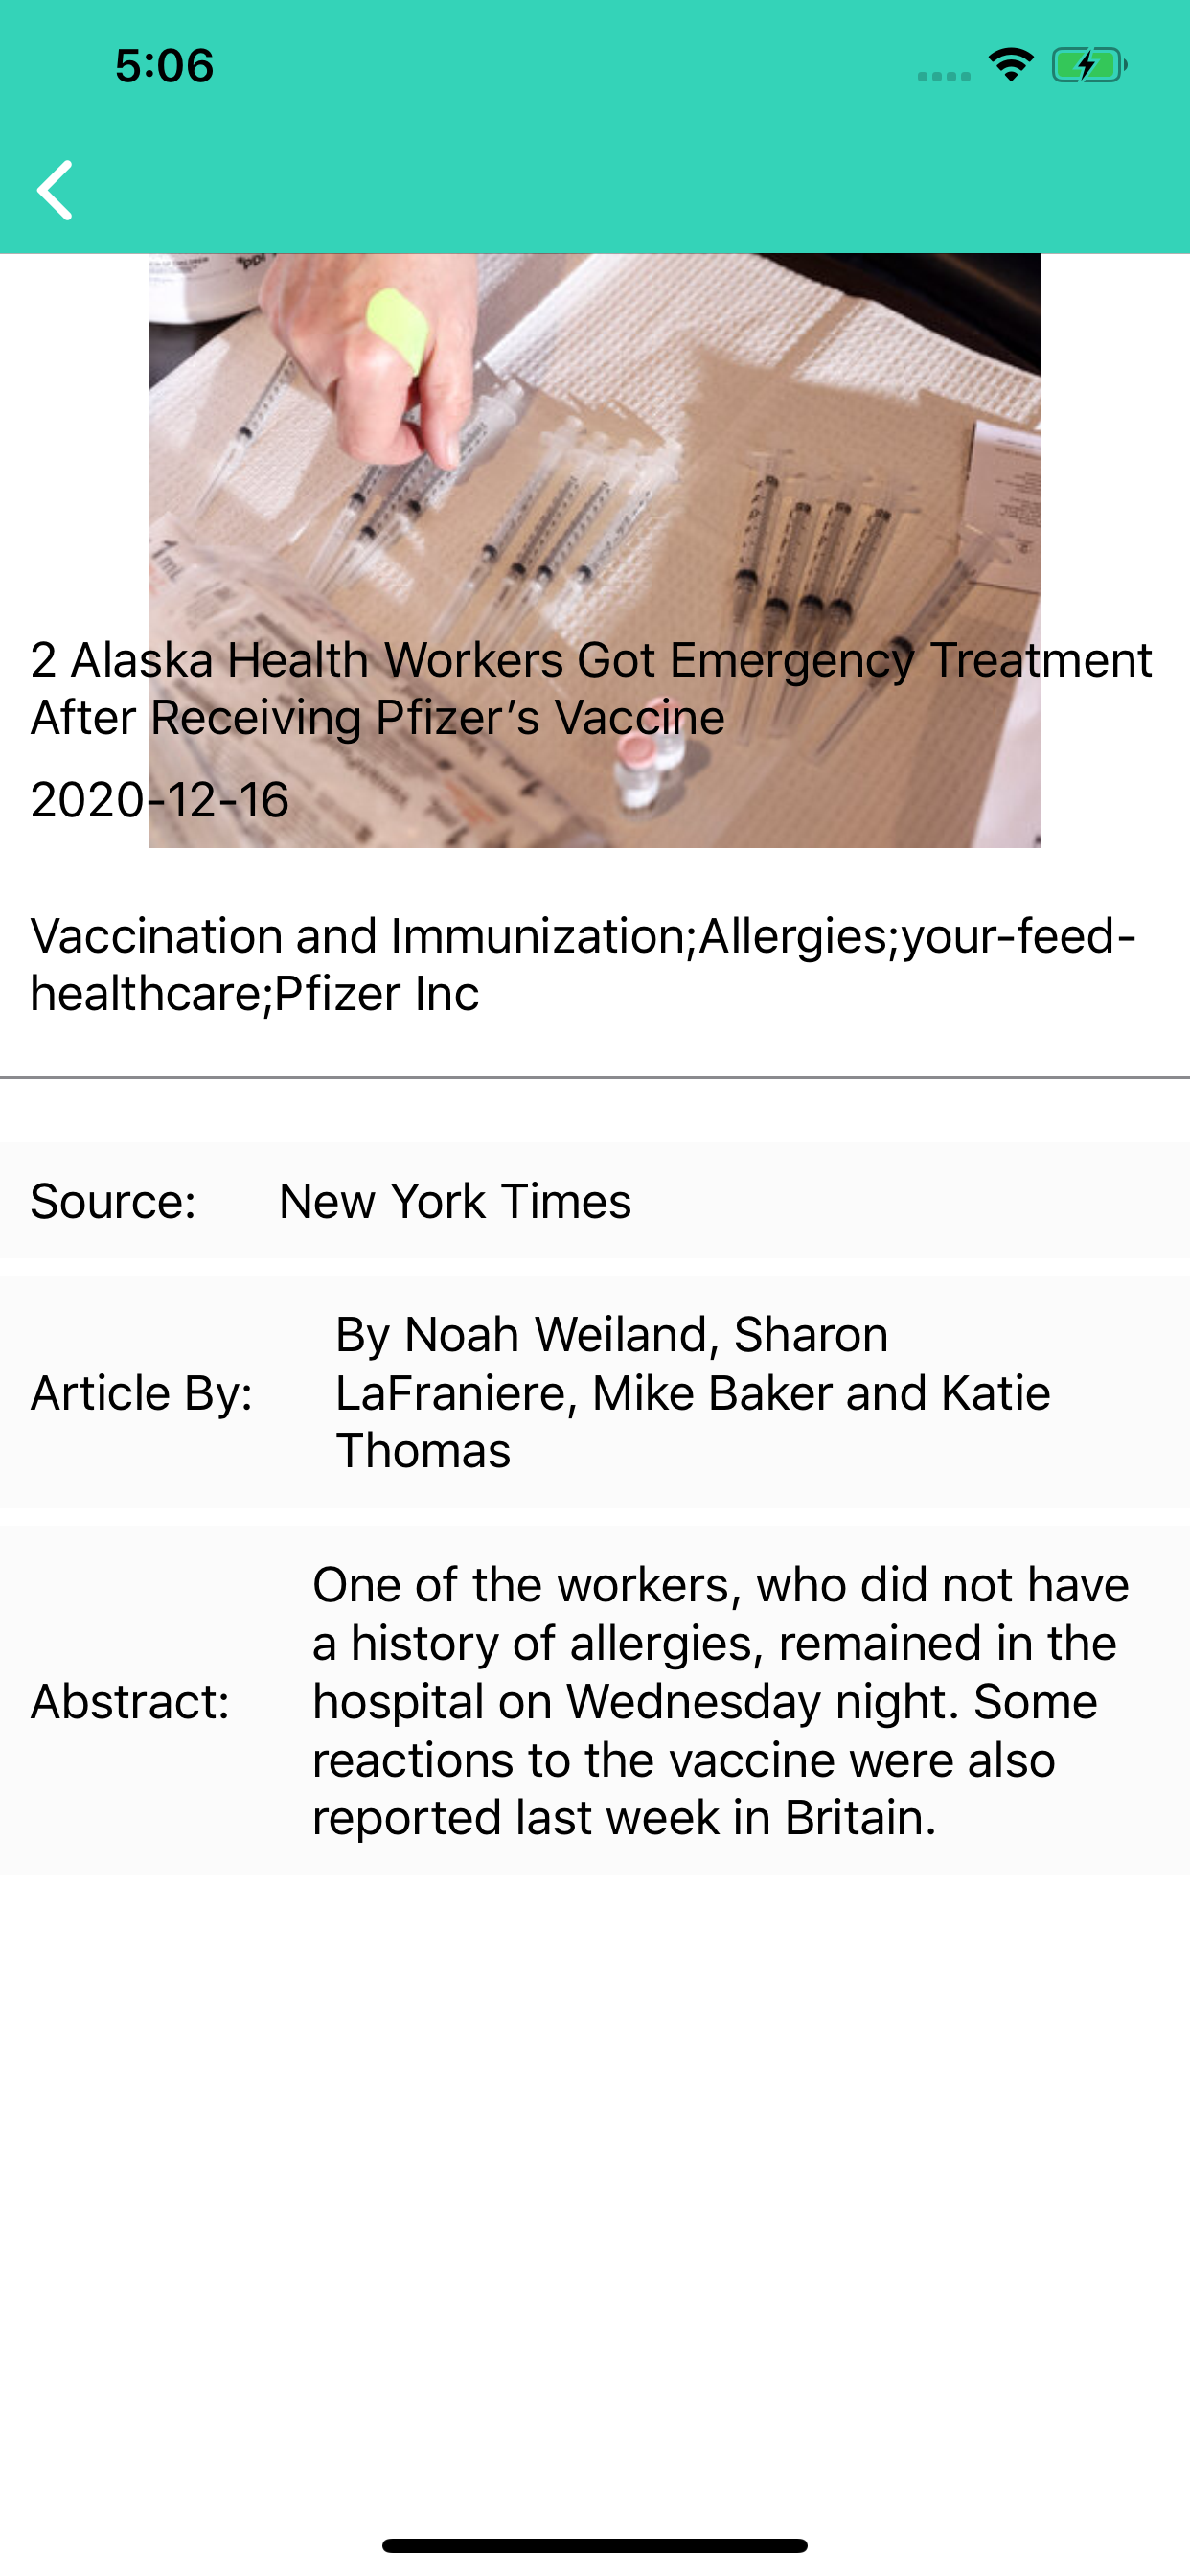 5:06
1mL
2 Alaska Health Workers Got Emergency Treatment
After Receiving Pfizer’s Vaccine
2020-12-16
Vaccination and Immunization;Allergies;your-feed-
healthcare;Pfizer Inc
Source: New York Times
By Noah Weiland, Sharon
Article By: LaFraniere, Mike Baker and Katie
Thomas
One of the workers, who did not have
a history of allergies, remained in the
Abstract: hospital on Wednesday night. Some
reactions to the vaccine were also
reported last week in Britain.